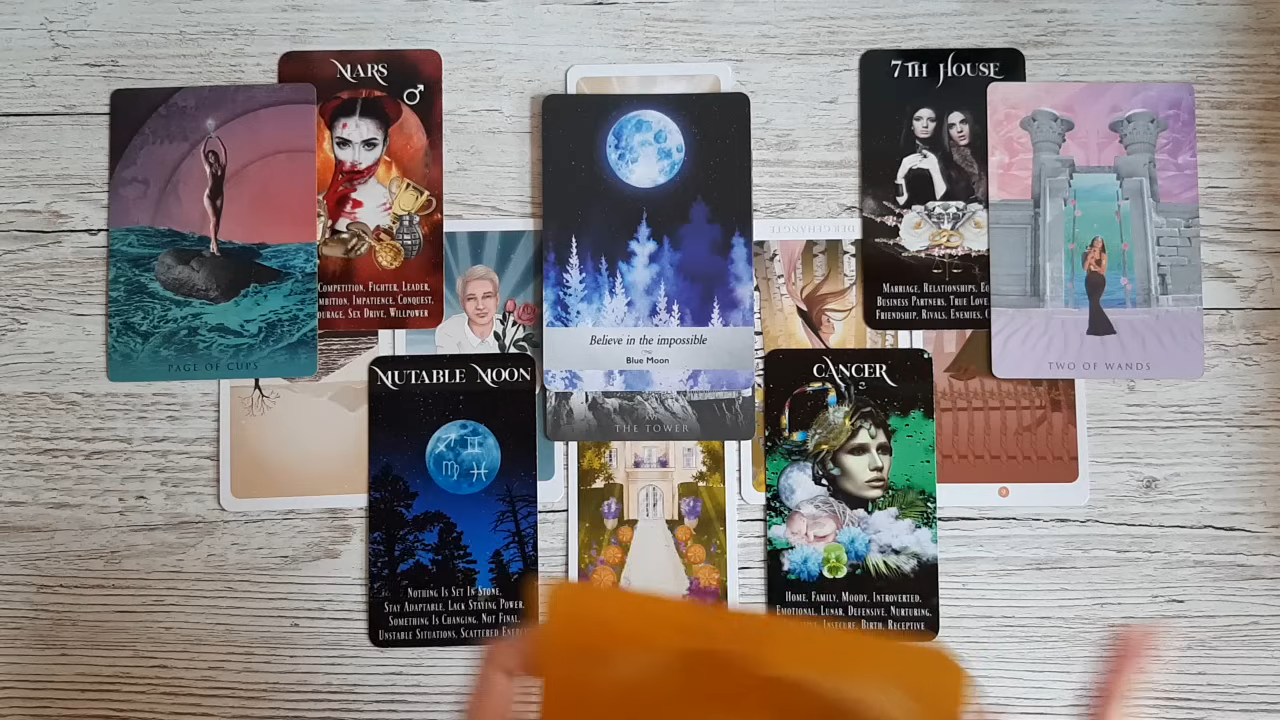 MARS
♂
COMPETITION, FIGHTER, LEADER,
IMPATIENCE, CONQUEST,
SEX DRIVE, WILLPOWER
PAGE OF CUPS
Believe in the impossible
Blue Moon
THE TOWER
7TH HOUSE
MARRIAGE, RELATIONSHIPS,
BUSINESS PARTNERS, TRUE LOVE
FRIENDSHIP, RIVALS, ENEMIES,
TWO OF WANDS
DER GEHÄNGTE
MUTABLE MOON
♐ ♊
♍ ♓
NOTHING IS SET IN STONE.
STAY ADAPTABLE, LACK STAYING POWER.
SOMETHING IS CHANGING, NOT FINAL.
UNSTABLE SITUATIONS, SCATTERED
CANCER
♋
HOME, FAMILY, MOODY, INTROVERTED,
EMOTIONAL, LUNAR, DEFENSIVE, NURTURING,
INSECURE, BIRTH, RECEPTIVE
9